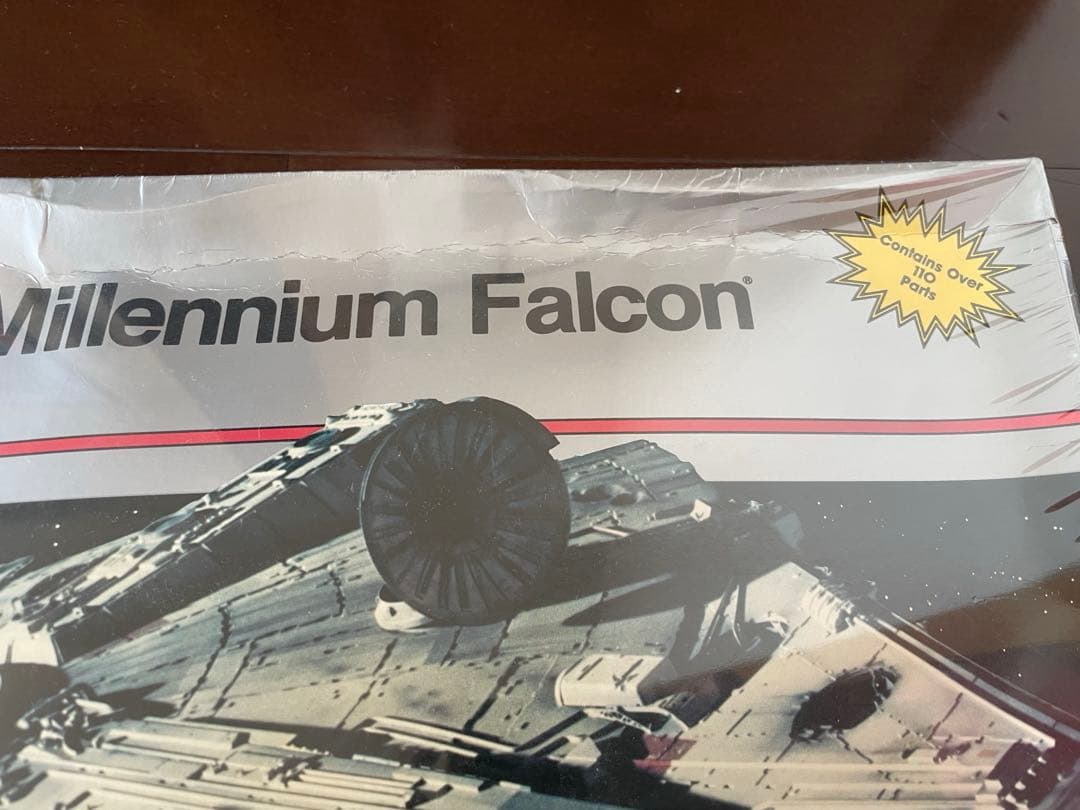 Millennium Falcon®
Contains Over
110
Parts